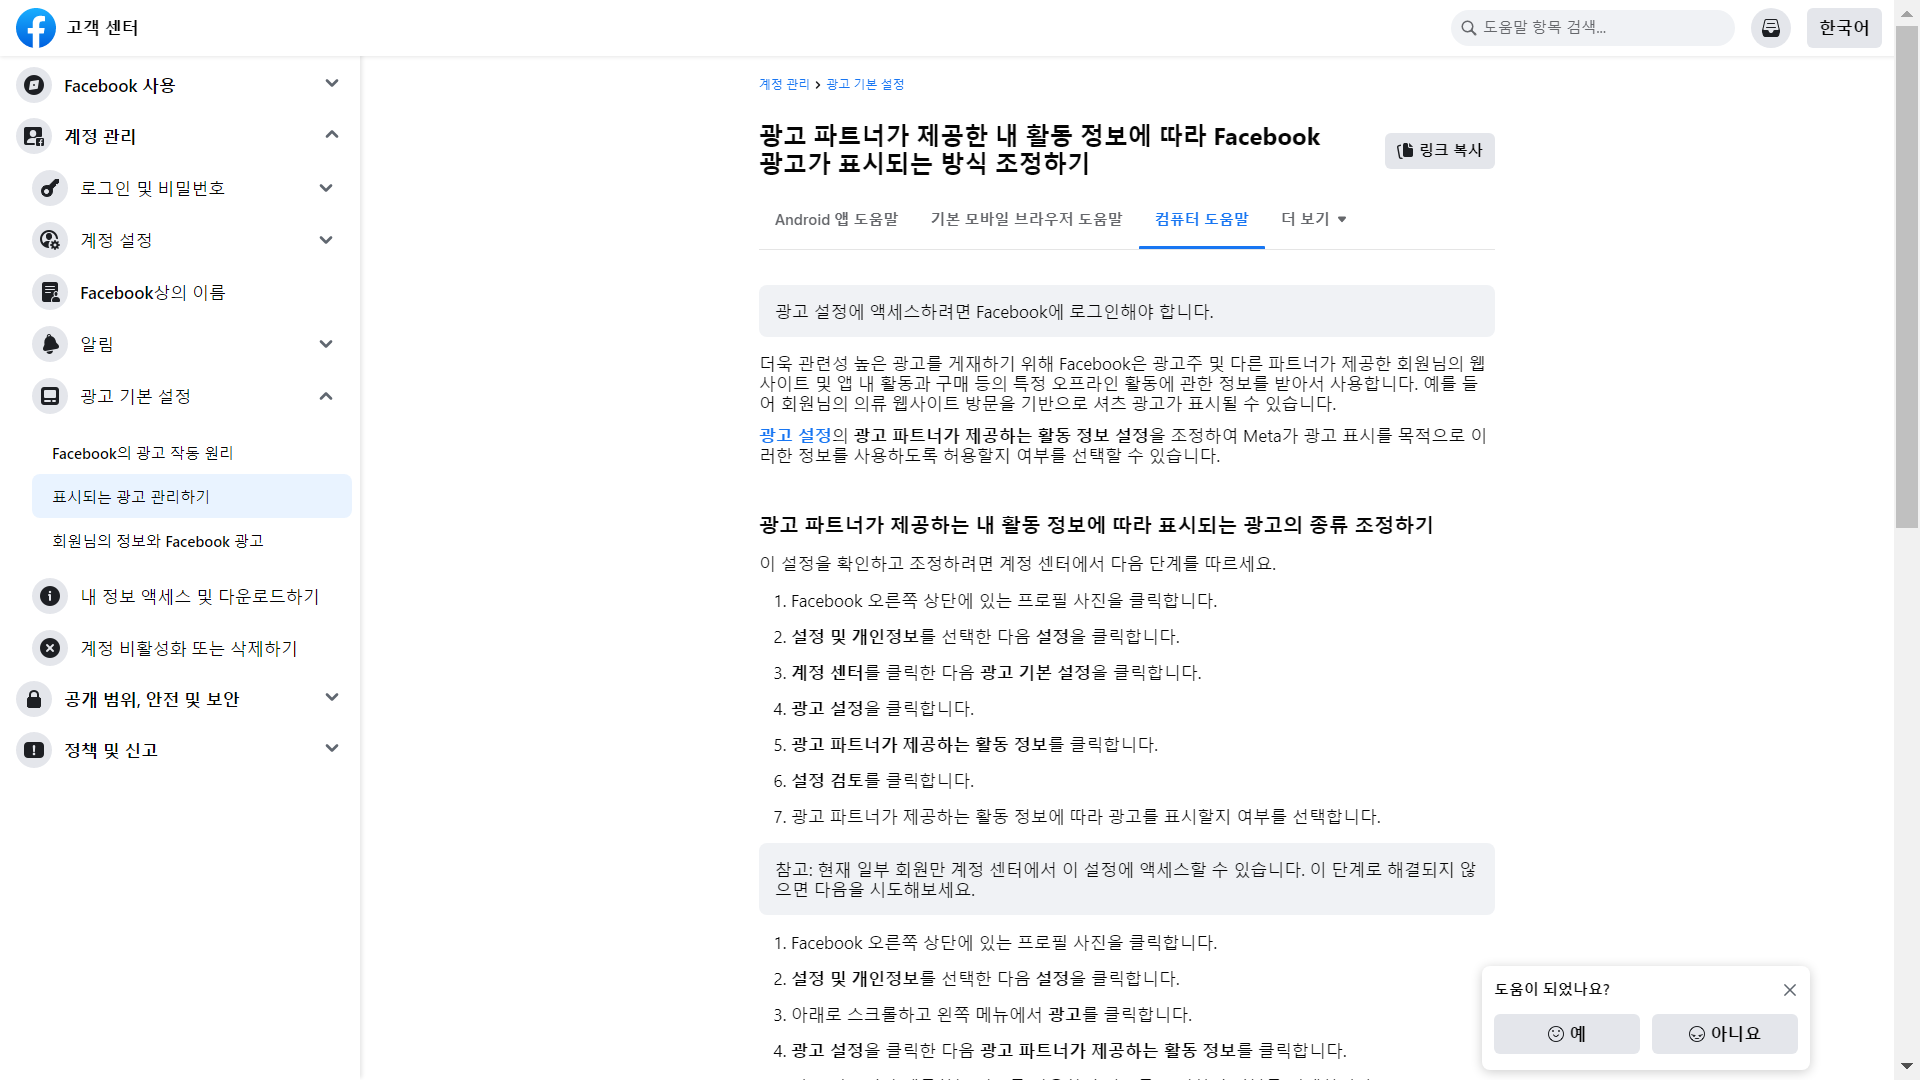 고객 센터
도움말 항목 검색...
한국어
Facebook 사용
계정 관리
로그인 및 비밀번호
계정 설정
Facebook상의 이름
알림
광고 기본 설정
Facebook의 광고 작동 원리
표시되는 광고 관리하기
회원님의 정보와 Facebook 광고
내 정보 액세스 및 다운로드하기
계정 비활성화 또는 삭제하기
공개 범위, 안전 및 보안
정책 및 신고
계정 관리 > 광고 기본 설정
광고 파트너가 제공한 내 활동 정보에 따라 Facebook
광고가 표시되는 방식 조정하기
링크 복사
Android 앱 도움말
기본 모바일 브라우저 도움말
컴퓨터 도움말
더 보기
광고 설정에 액세스하려면 Facebook에 로그인해야 합니다.
더욱 관련성 높은 광고를 게재하기 위해 Facebook은 광고주 및 다른 파트너가 제공한 회원님의 웹
사이트 및 앱 내 활동과 구매 등의 특정 오프라인 활동에 관한 정보를 받아서 사용합니다. 예를 들
어 회원님의 의류 웹사이트 방문을 기반으로 셔츠 광고가 표시될 수 있습니다.
광고 설정의 광고 파트너가 제공하는 활동 정보 설정을 조정하여 Meta가 광고 표시를 목적으로 이
러한 정보를 사용하도록 허용할지 여부를 선택할 수 있습니다.
광고 파트너가 제공하는 내 활동 정보에 따라 표시되는 광고의 종류 조정하기
이 설정을 확인하고 조정하려면 계정 센터에서 다음 단계를 따르세요.
1. Facebook 오른쪽 상단에 있는 프로필 사진을 클릭합니다.
2. 설정 및 개인정보를 선택한 다음 설정을 클릭합니다.
3. 계정 센터를 클릭한 다음 광고 기본 설정을 클릭합니다.
4. 광고 설정을 클릭합니다.
5. 광고 파트너가 제공하는 활동 정보를 클릭합니다.
6. 설정 검토를 클릭합니다.
7. 광고 파트너가 제공하는 활동 정보에 따라 광고를 표시할지 여부를 선택합니다.
참고: 현재 일부 회원만 계정 센터에서 이 설정에 액세스할 수 있습니다. 이 단계로 해결되지 않
으면 다음을 시도해보세요.
1. Facebook 오른쪽 상단에 있는 프로필 사진을 클릭합니다.
2. 설정 및 개인정보를 선택한 다음 설정을 클릭합니다.
3. 아래로 스크롤하고 왼쪽 메뉴에서 광고를 클릭합니다.
4. 광고 설정을 클릭한 다음 광고 파트너가 제공하는 활동 정보를 클릭합니다.
도움이 되었나요?
예
아니요